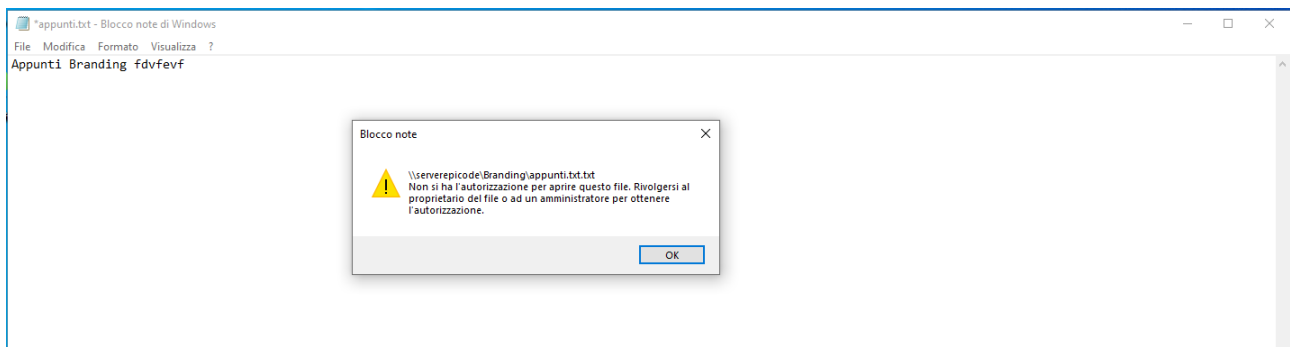 *appunti.txt - Blocco note di Windows
File Modifica Formato Visualizza ?
Appunti Branding fdvfevf
Blocco note
\\serverepicode\Branding\appunti.txt.txt
Non si ha l'autorizzazione per aprire questo file. Rivolgersi al
proprietario del file o ad un amministratore per ottenere
l'autorizzazione.
OK